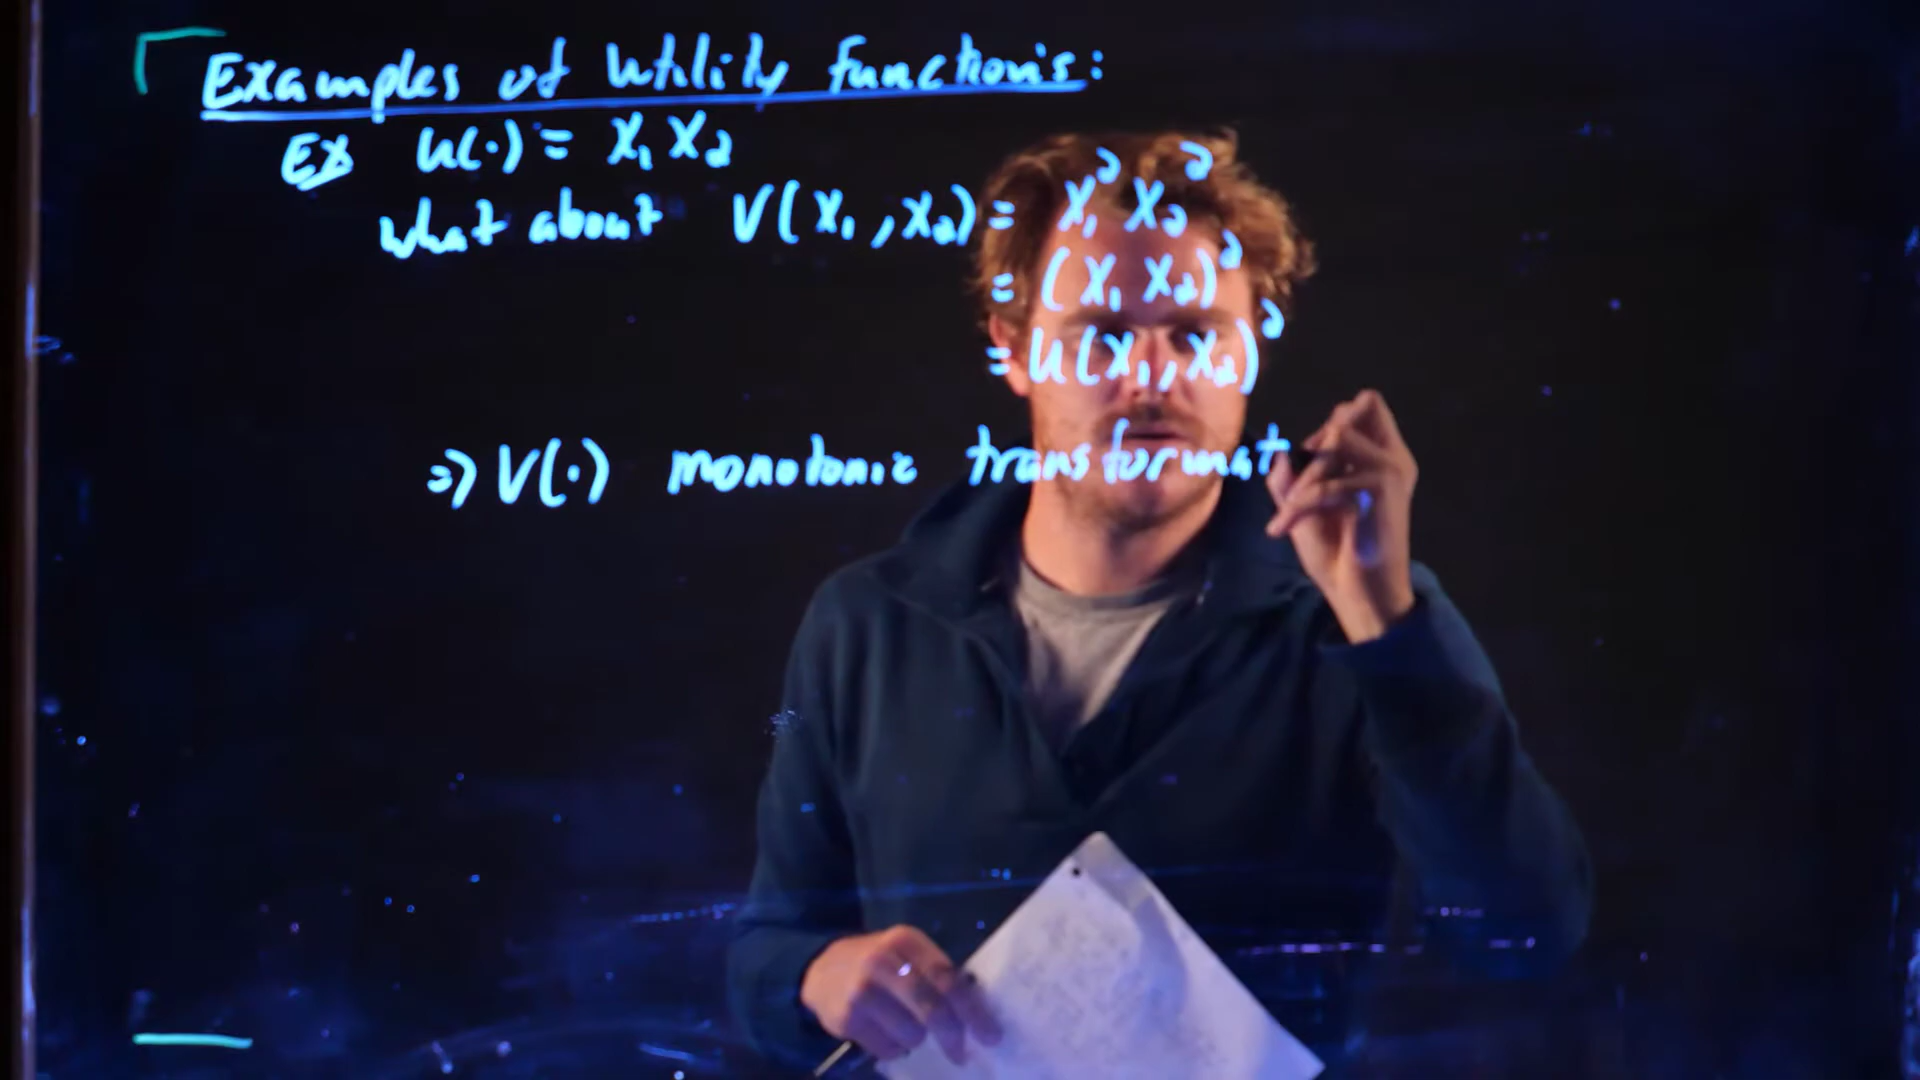 Examples of Utility Functions:
Ex u(·) = x₁ x₂
what about V(x₁, x₂) = x₁² x₂²
= (x₁ x₂)²
= u(x₁, x₂)²
⇒ V(·) monotonic transformat